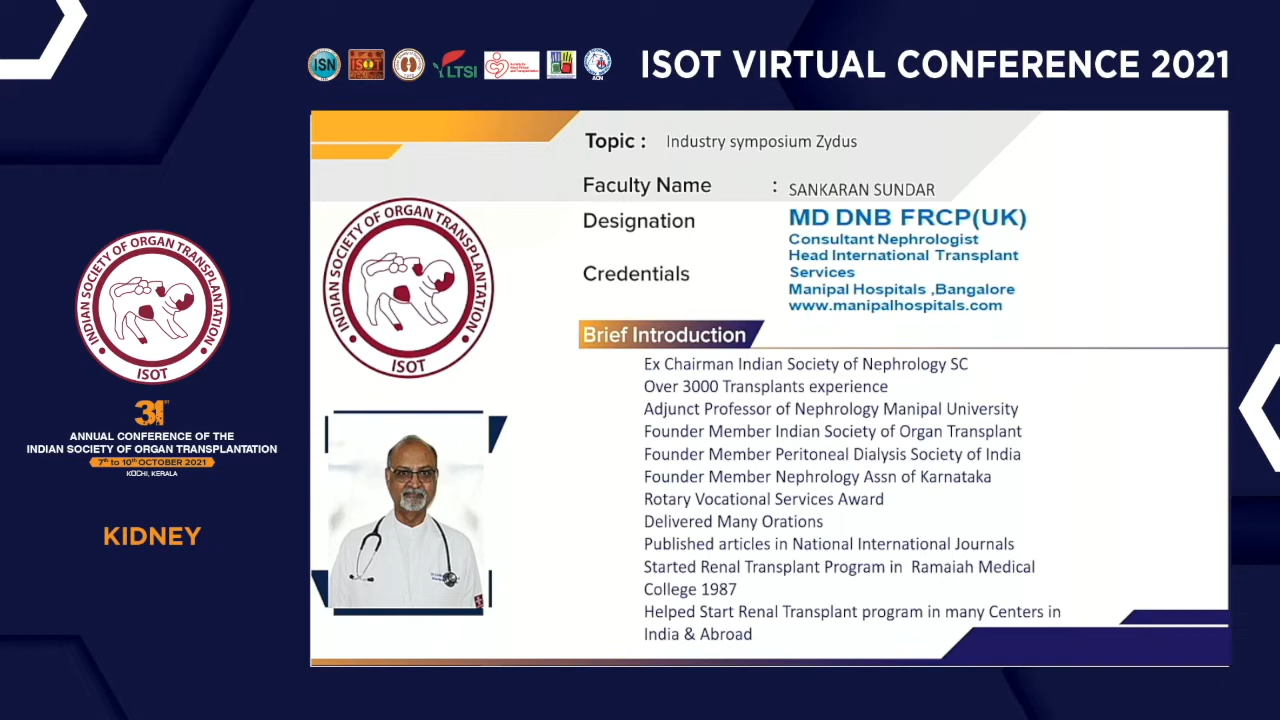 ISN
ISOT
LTSI
ACN
ISOT VIRTUAL CONFERENCE 2021
Topic : Industry symposium Zydus
Faculty Name : SANKARAN SUNDAR
Designation MD DNB FRCP(UK)
Consultant Nephrologist
Head International Transplant
Services
Credentials
Manipal Hospitals ,Bangalore
www.manipalhospitals.com
INDIAN SOCIETY OF ORGAN TRANSPLANTATION
ISOT
INDIAN SOCIETY OF ORGAN TRANSPLANTATION
ISOT
31ST
ANNUAL CONFERENCE OF THE
INDIAN SOCIETY OF ORGAN TRANSPLANTATION
7th to 10th OCTOBER 2021
KOCHI, KERALA
KIDNEY
Brief Introduction
Ex Chairman Indian Society of Nephrology SC
Over 3000 Transplants experience
Adjunct Professor of Nephrology Manipal University
Founder Member Indian Society of Organ Transplant
Founder Member Peritoneal Dialysis Society of India
Founder Member Nephrology Assn of Karnataka
Rotary Vocational Services Award
Delivered Many Orations
Published articles in National International Journals
Started Renal Transplant Program in Ramaiah Medical
College 1987
Helped Start Renal Transplant program in many Centers in
India & Abroad